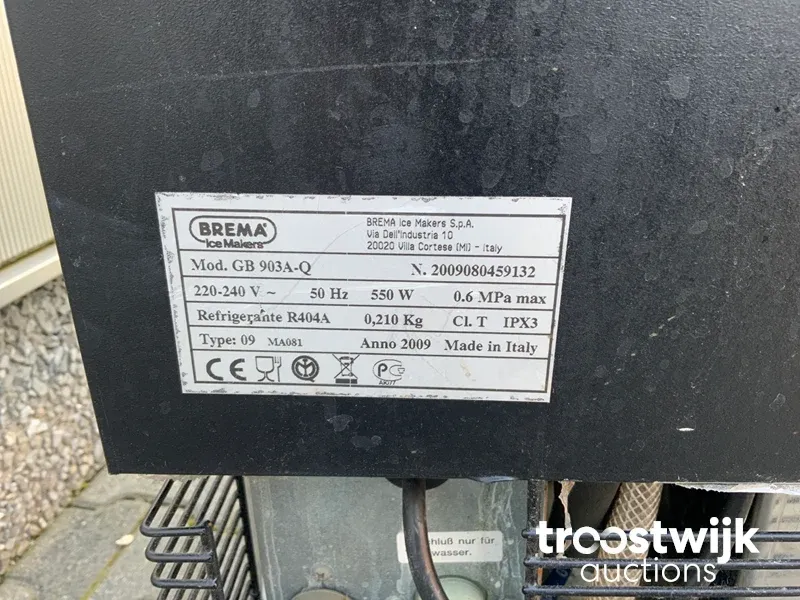 BREMA
Ice Makers
BREMA Ice Makers S.p.A.
Via Dell'Industria 10
20020 Villa Cortese (MI) - Italy
Mod. GB 903A-Q N. 2009080459132
220-240 V ~ 50 Hz 550 W 0.6 MPa max
Refrigerante R404A 0,210 Kg Cl. T IPX3
Type: 09 MA081 Anno 2009 Made in Italy
CE
nur für
wasser.
troostwijk
auctions